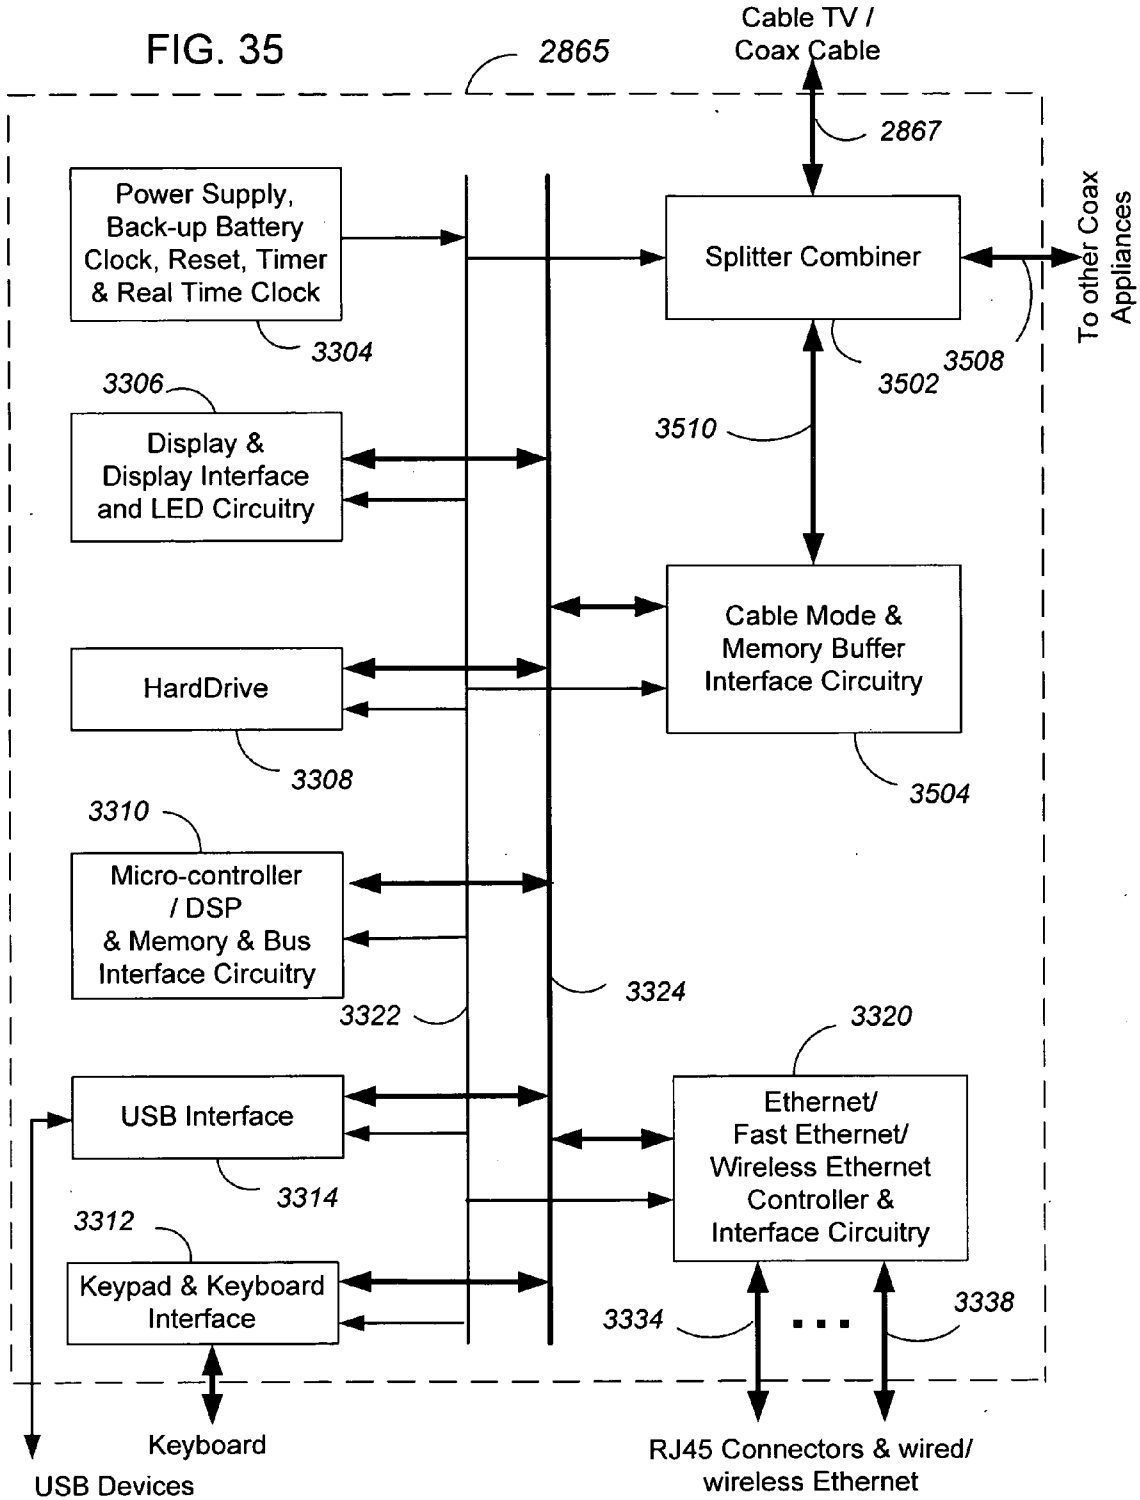 FIG. 35
2865
Cable TV /
Coax Cable
2867
Power Supply,
Back-up Battery
Clock, Reset, Timer
& Real Time Clock
3304
Splitter Combiner
3502
3508
To other Coax
Appliances
3306
Display &
Display Interface
and LED Circuitry
3510
HardDrive
3308
Cable Mode &
Memory Buffer
Interface Circuitry
3504
3310
Micro-controller
/ DSP
& Memory & Bus
Interface Circuitry
3322
3324
3320
Ethernet/
Fast Ethernet/
Wireless Ethernet
Controller &
Interface Circuitry
USB Interface
3314
3312
Keypad & Keyboard
Interface
3334
3338
Keyboard
USB Devices
RJ45 Connectors & wired/
wireless Ethernet